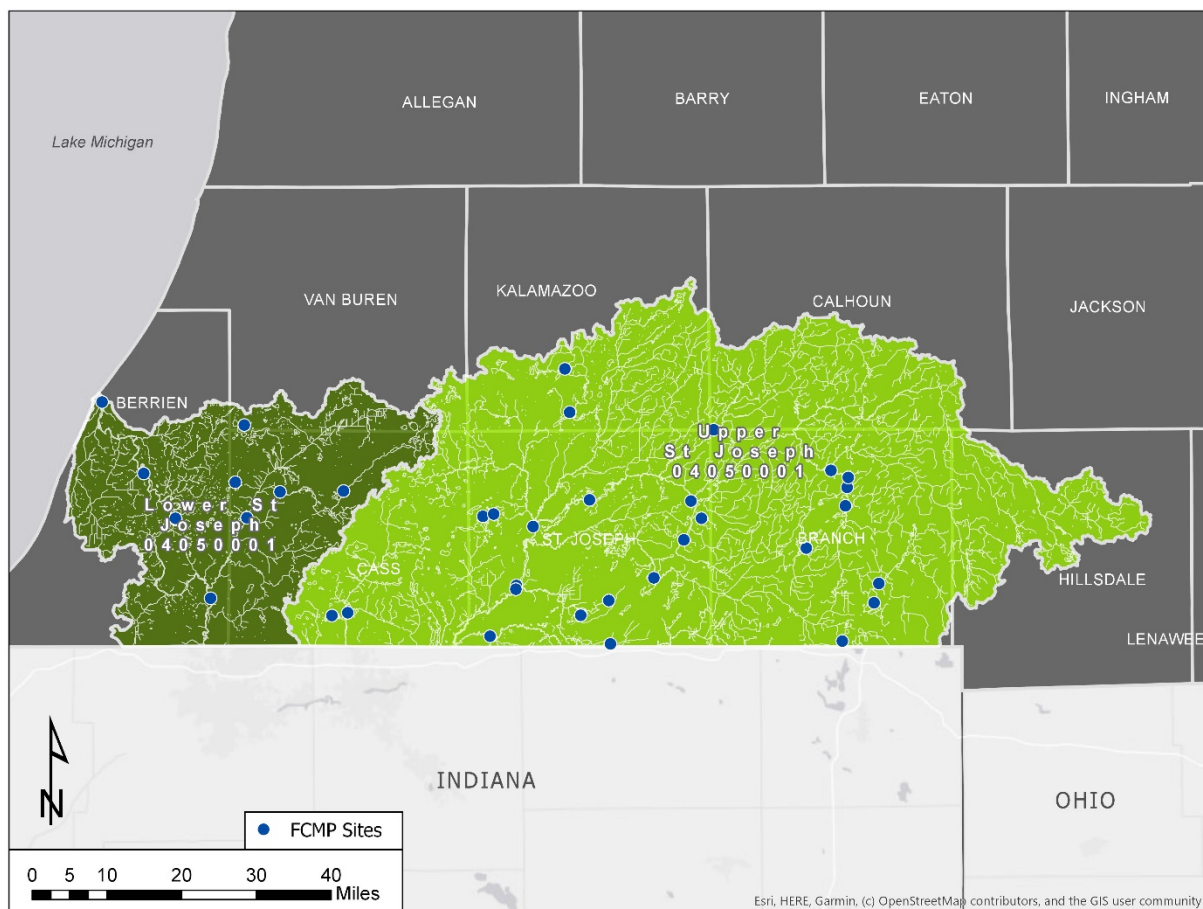 ALLEGAN
BARRY
EATON
INGHAM
Lake Michigan
VAN BUREN
KALAMAZOO
CALHOUN
JACKSON
BERRIEN
Upper
St Joseph
04050001
Lower St
Joseph
04050001
ST JOSEPH
BRANCH
CASS
HILLSDALE
LENAWEE
INDIANA
OHIO
N
FCMP Sites
0 5 10 20 30 40
Miles
Esri, HERE, Garmin, (c) OpenStreetMap contributors, and the GIS user community